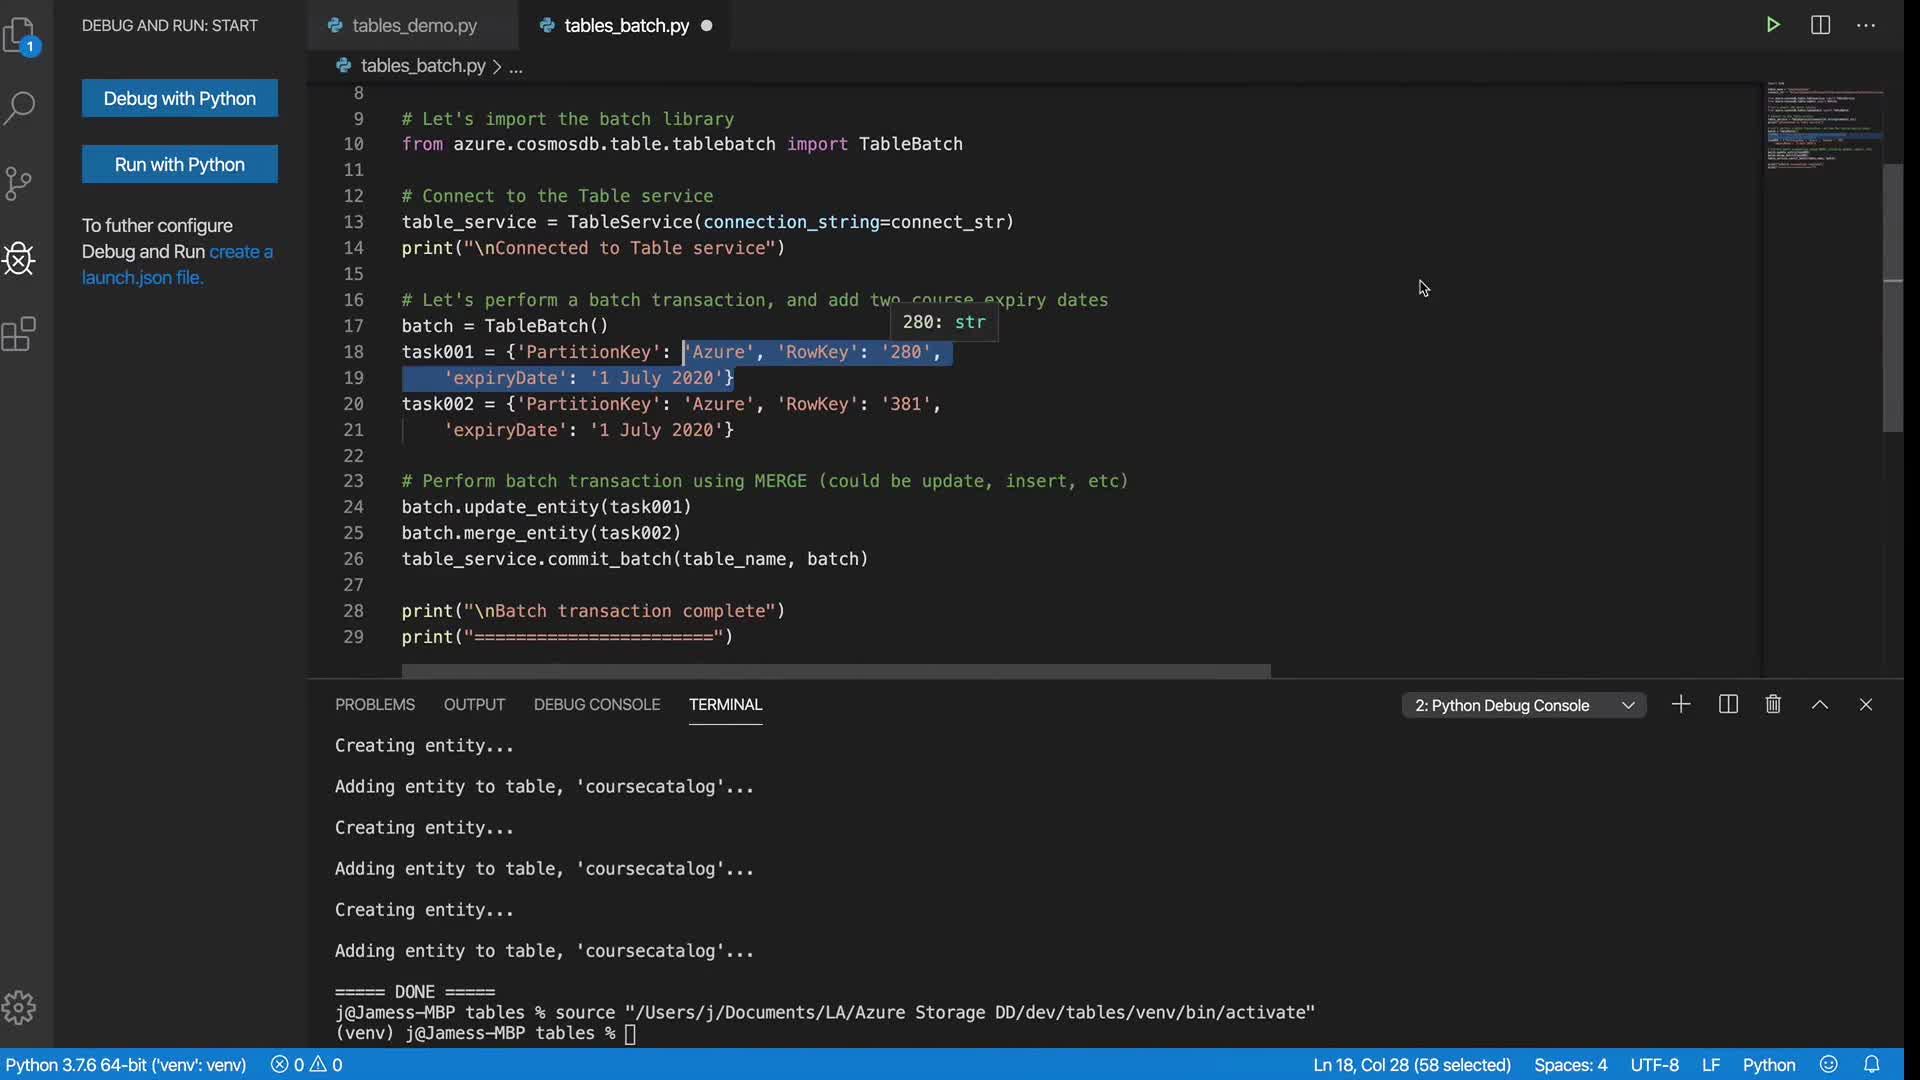 DEBUG AND RUN: START
tables_demo.py
tables_batch.py
1
tables_batch.py > ...
Debug with Python
Run with Python
To futher configure
Debug and Run create a
launch.json file.
8
9 # Let's import the batch library
10 from azure.cosmosdb.table.tablebatch import TableBatch
11
12 # Connect to the Table service
13 table_service = TableService(connection_string=connect_str)
14 print("\nConnected to Table service")
15
16 # Let's perform a batch transaction, and add two course expiry dates
280: str
17 batch = TableBatch()
18 task001 = {'PartitionKey': 'Azure', 'RowKey': '280',
19 'expiryDate': '1 July 2020'}
20 task002 = {'PartitionKey': 'Azure', 'RowKey': '381',
21 'expiryDate': '1 July 2020'}
22
23 # Perform batch transaction using MERGE (could be update, insert, etc)
24 batch.update_entity(task001)
25 batch.merge_entity(task002)
26 table_service.commit_batch(table_name, batch)
27
28 print("\nBatch transaction complete")
29 print("=======================")
PROBLEMS OUTPUT DEBUG CONSOLE TERMINAL 2: Python Debug Console
Creating entity...
Adding entity to table, 'coursecatalog'...
Creating entity...
Adding entity to table, 'coursecatalog'...
Creating entity...
Adding entity to table, 'coursecatalog'...
===== DONE =====
j@Jamess-MBP tables % source "/Users/j/Documents/LA/Azure Storage DD/dev/tables/venv/bin/activate"
(venv) j@Jamess-MBP tables %
Python 3.7.6 64-bit ('venv': venv) 0 0 Ln 18, Col 28 (58 selected) Spaces: 4 UTF-8 LF Python